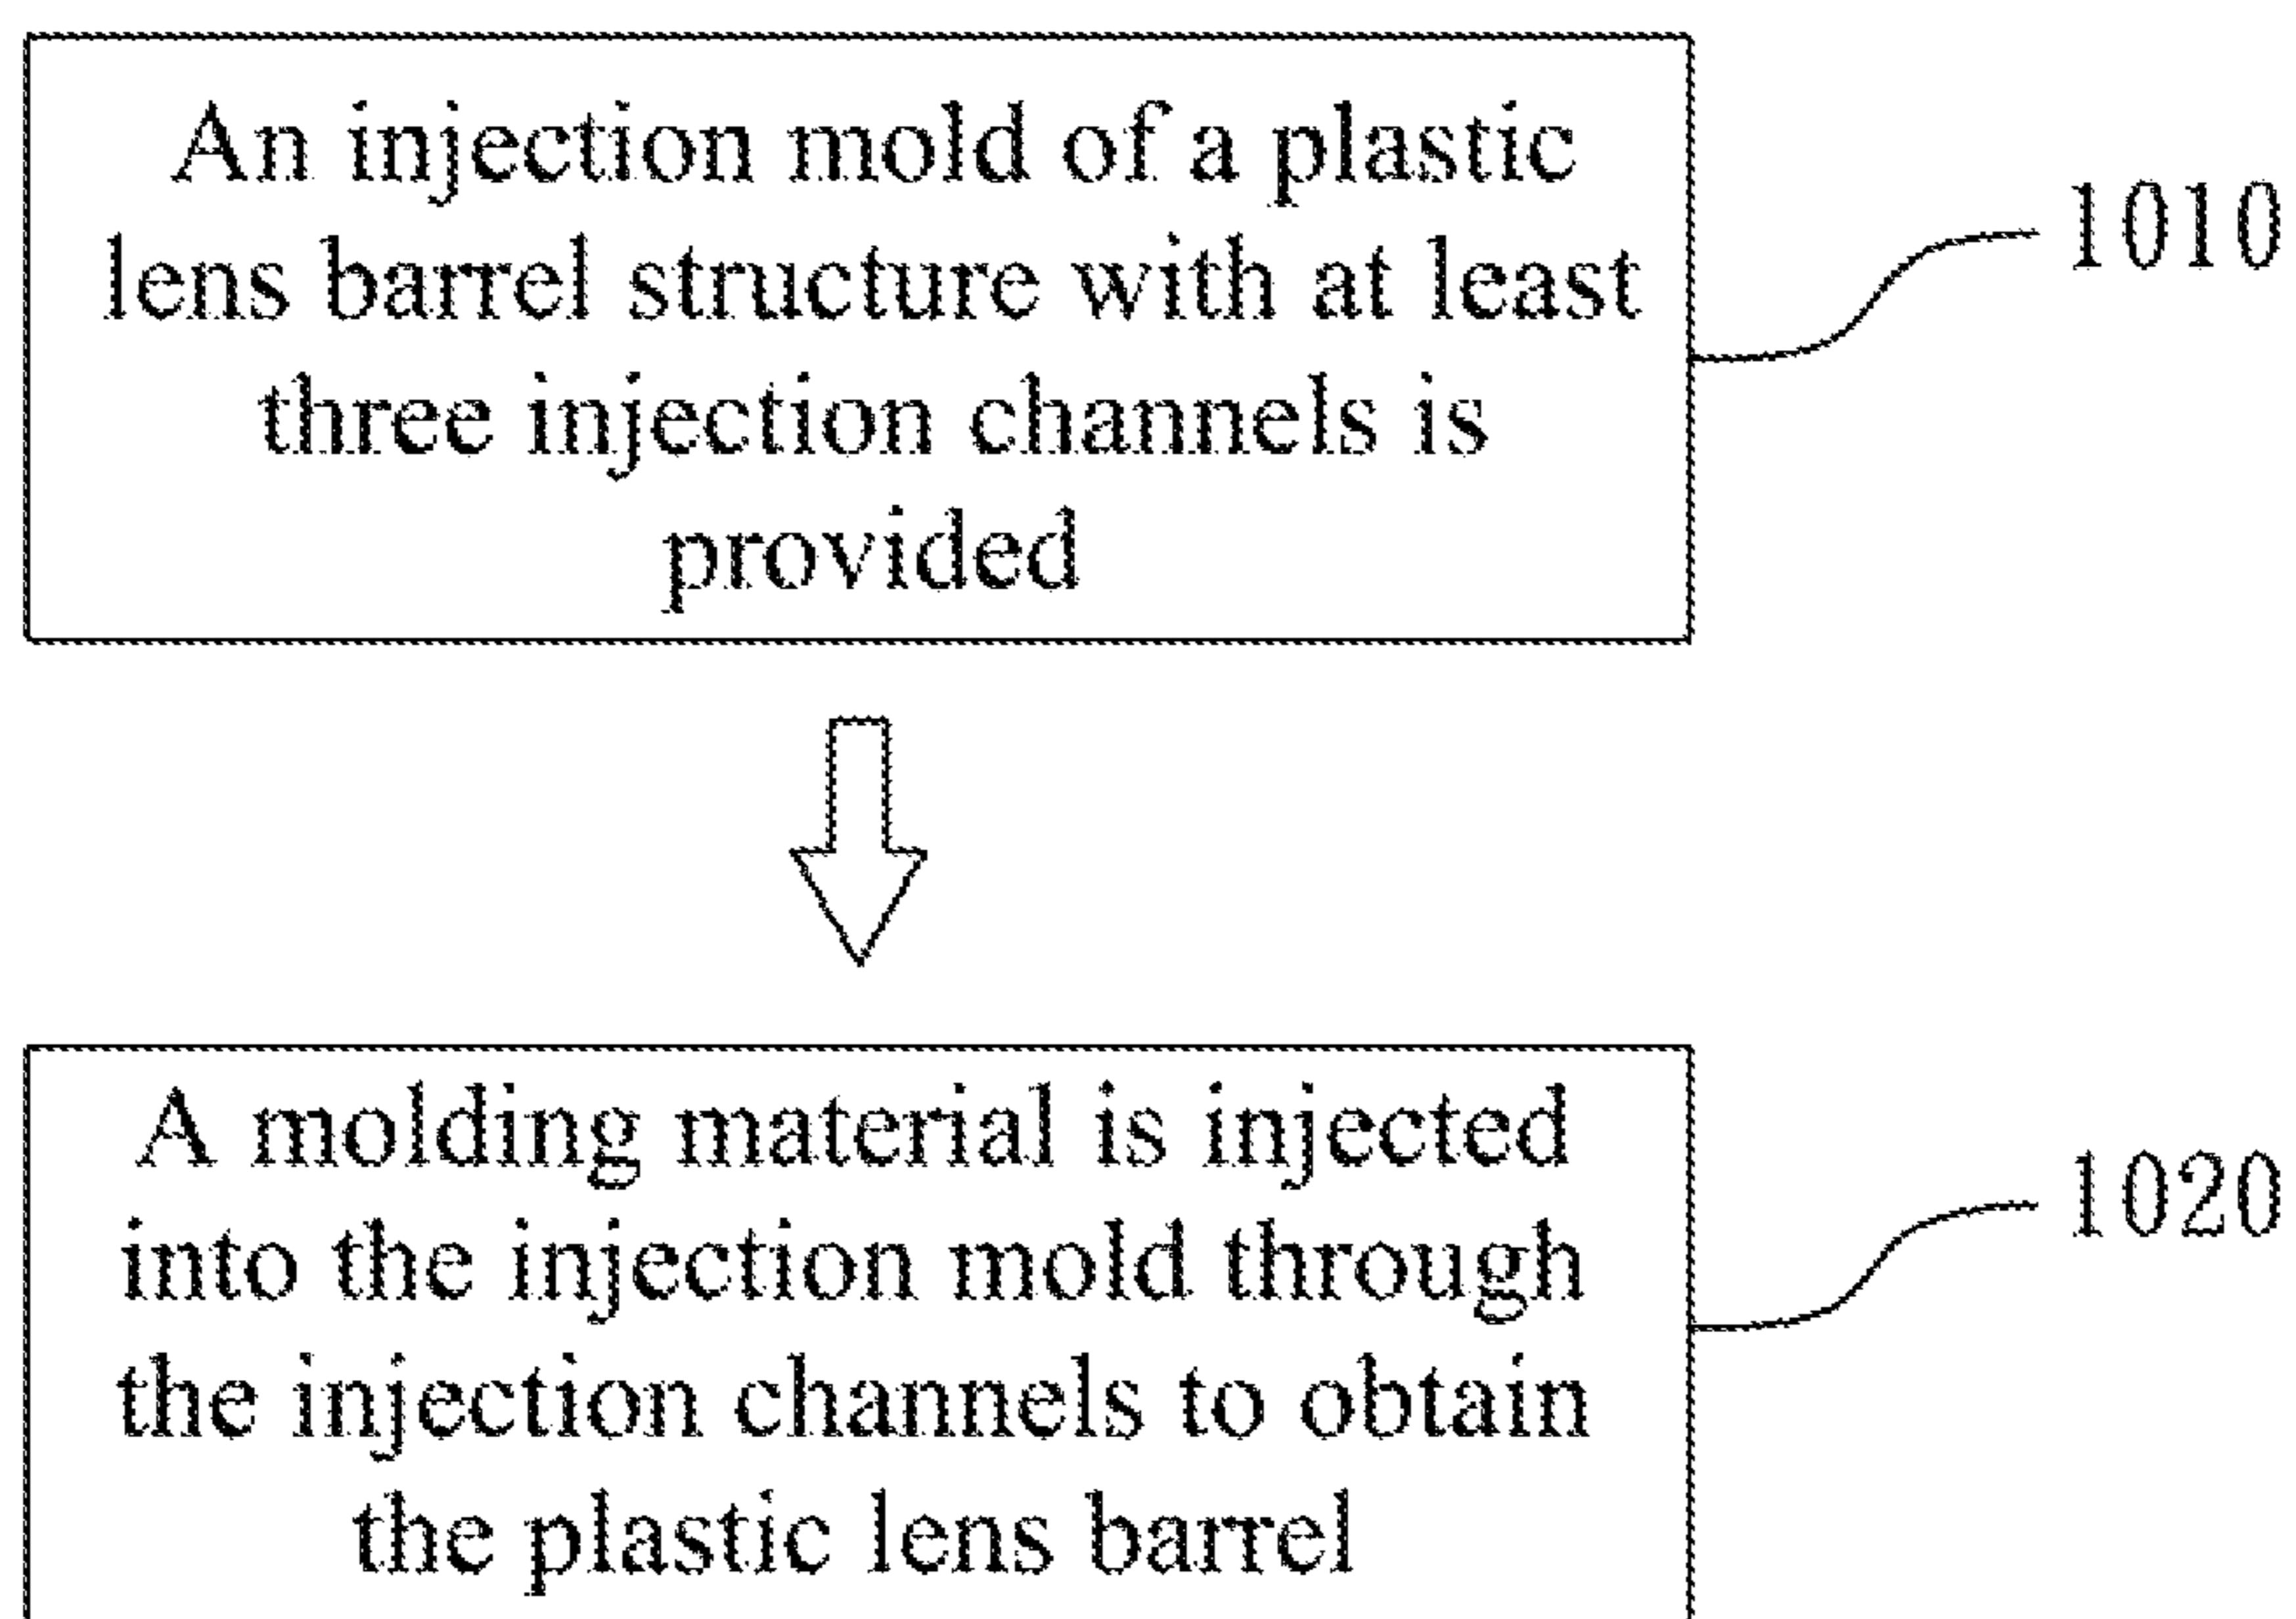 An injection mold of a plastic
lens barrel structure with at least
three injection channels is
provided
1010
A molding material is injected
into the injection mold through
the injection channels to obtain
the plastic lens barrel
1020